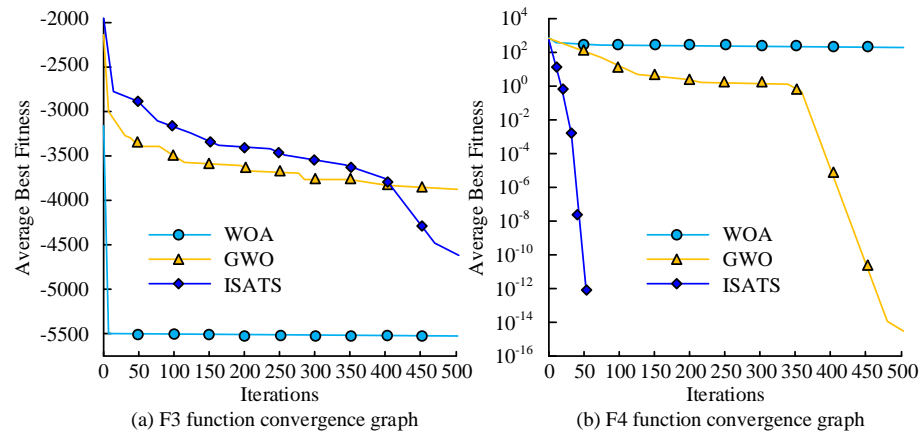 -2000
-2500
-3000
-3500
-4000
-4500
-5000
-5500
Average Best Fitness
WOA
GWO
ISATS
0 50 100 150 200 250 300 350 400 450 500
Iterations
(a) F3 function convergence graph
10^4
10^2
10^0
10^-2
10^-4
10^-6
10^-8
10^-10
10^-12
10^-14
10^-16
Average Best Fitness
WOA
GWO
ISATS
0 50 100 150 200 250 300 350 400 450 500
Iterations
(b) F4 function convergence graph